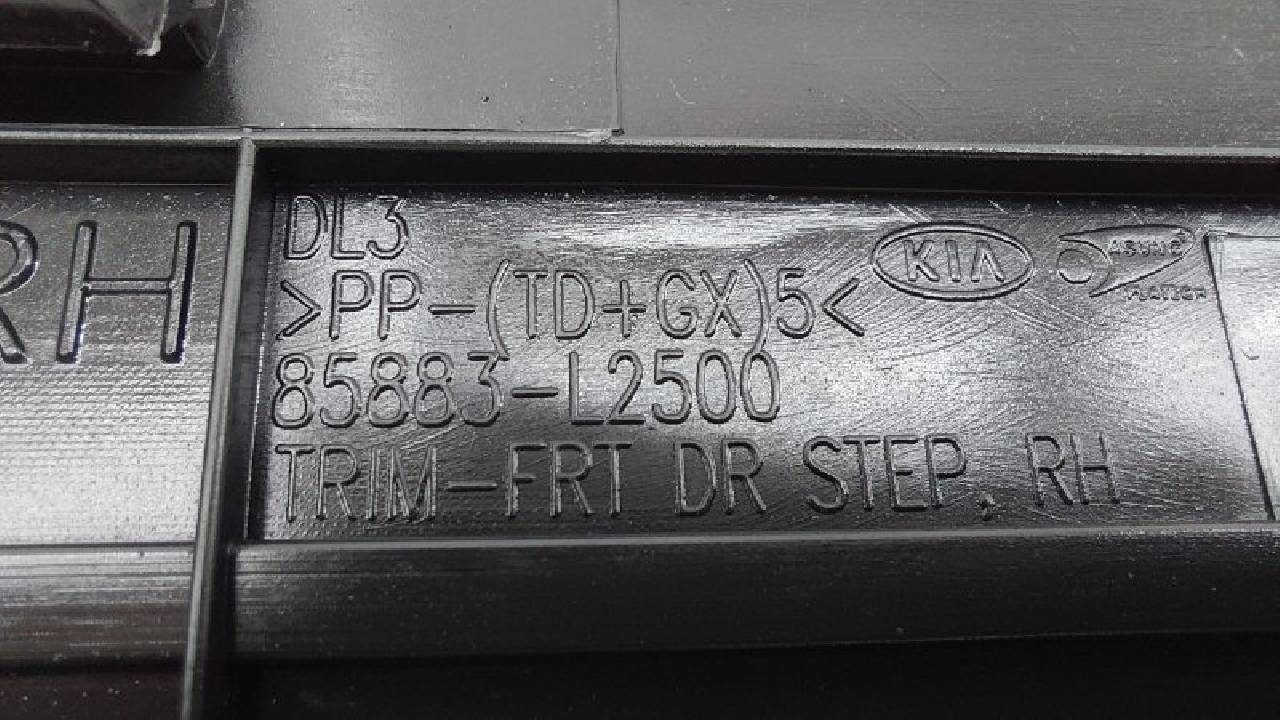 RH
DL3
KIA
>PP-(TD+GX)5<
85883-L2500
TRIM-FRT DR STEP, RH